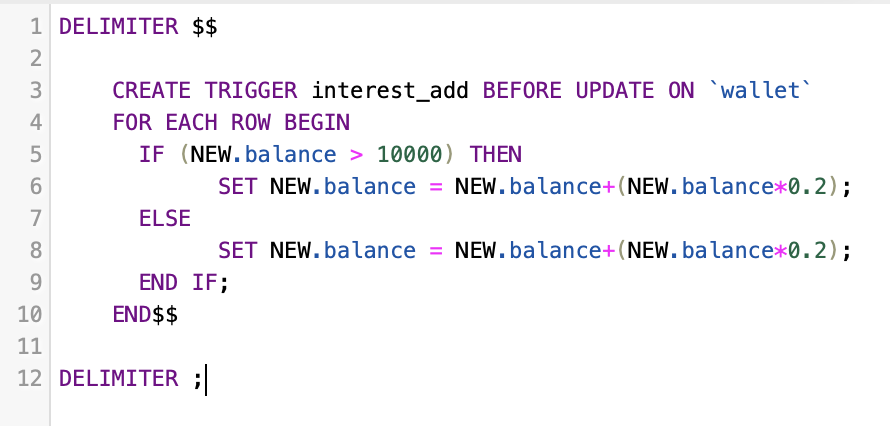 1 DELIMITER $$
2
3 CREATE TRIGGER interest_add BEFORE UPDATE ON `wallet`
4 FOR EACH ROW BEGIN
5 IF (NEW.balance > 10000) THEN
6 SET NEW.balance = NEW.balance+(NEW.balance*0.2);
7 ELSE
8 SET NEW.balance = NEW.balance+(NEW.balance*0.2);
9 END IF;
10 END$$
11
12 DELIMITER ;